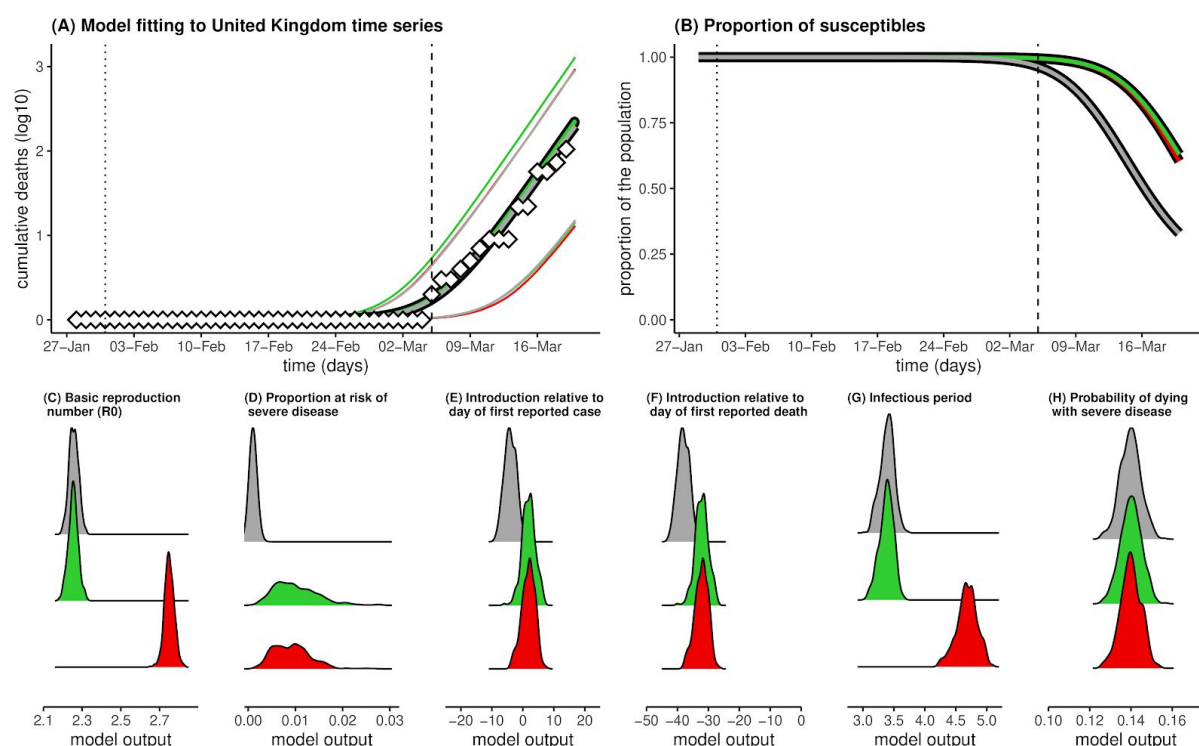 (A) Model fitting to United Kingdom time series
cumulative deaths (log10)
3
2
1
0
27−Jan 03−Feb 10−Feb 17−Feb 24−Feb 02−Mar 09−Mar 16−Mar
time (days)
(B) Proportion of susceptibles
proportion of the population
1.00
0.75
0.50
0.25
0.00
27−Jan 03−Feb 10−Feb 17−Feb 24−Feb 02−Mar 09−Mar 16−Mar
time (days)
(C) Basic reproduction
number (R0)
2.1 2.3 2.5 2.7
model output
(D) Proportion at risk of
severe disease
0.00 0.01 0.02 0.03
model output
(E) Introduction relative to
day of first reported case
−20 −10 0 10 20
model output
(F) Introduction relative to
day of first reported death
−50 −40 −30 −20 −10 0
model output
(G) Infectious period
3.0 3.5 4.0 4.5 5.0
model output
(H) Probability of dying
with severe disease
0.10 0.12 0.14 0.16
model output